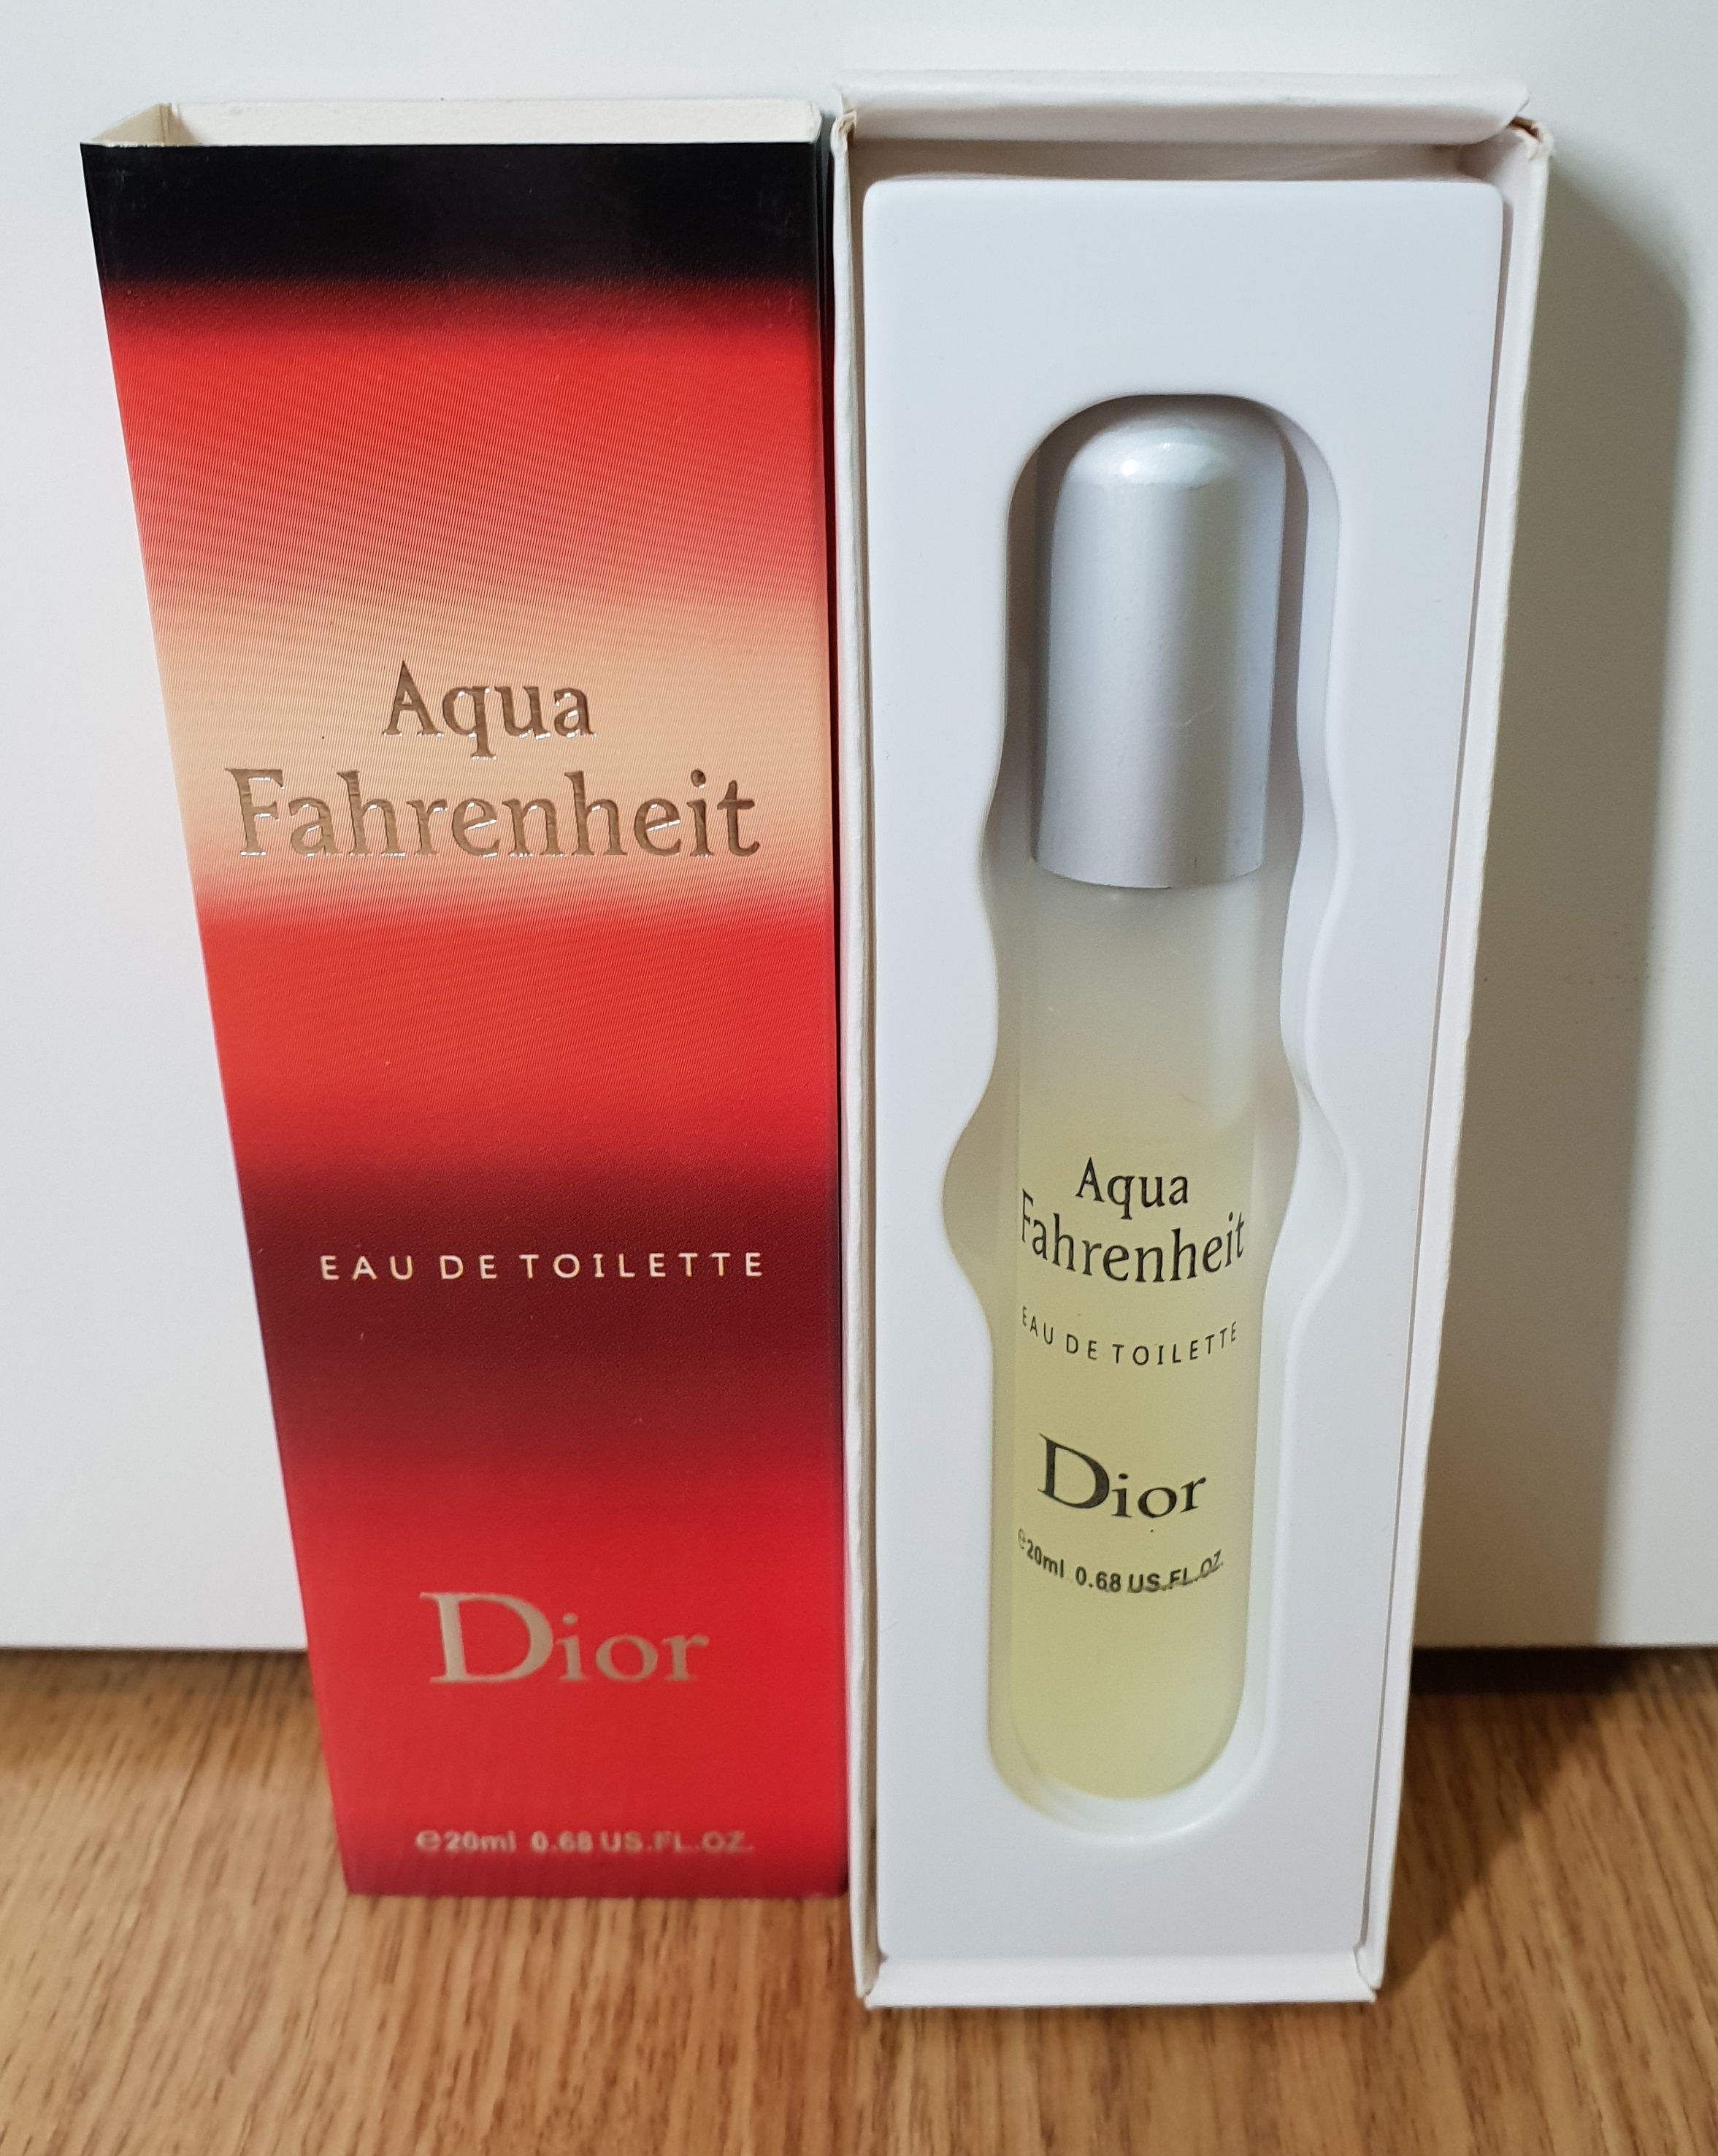 Aqua
Fahrenheit
EAU DE TOILETTE
Dior
℮20ml 0.68 US.FL.OZ.
Aqua
Fahrenheit
EAU DE TOILETTE
Dior
℮20ml 0.68 US.FL.OZ